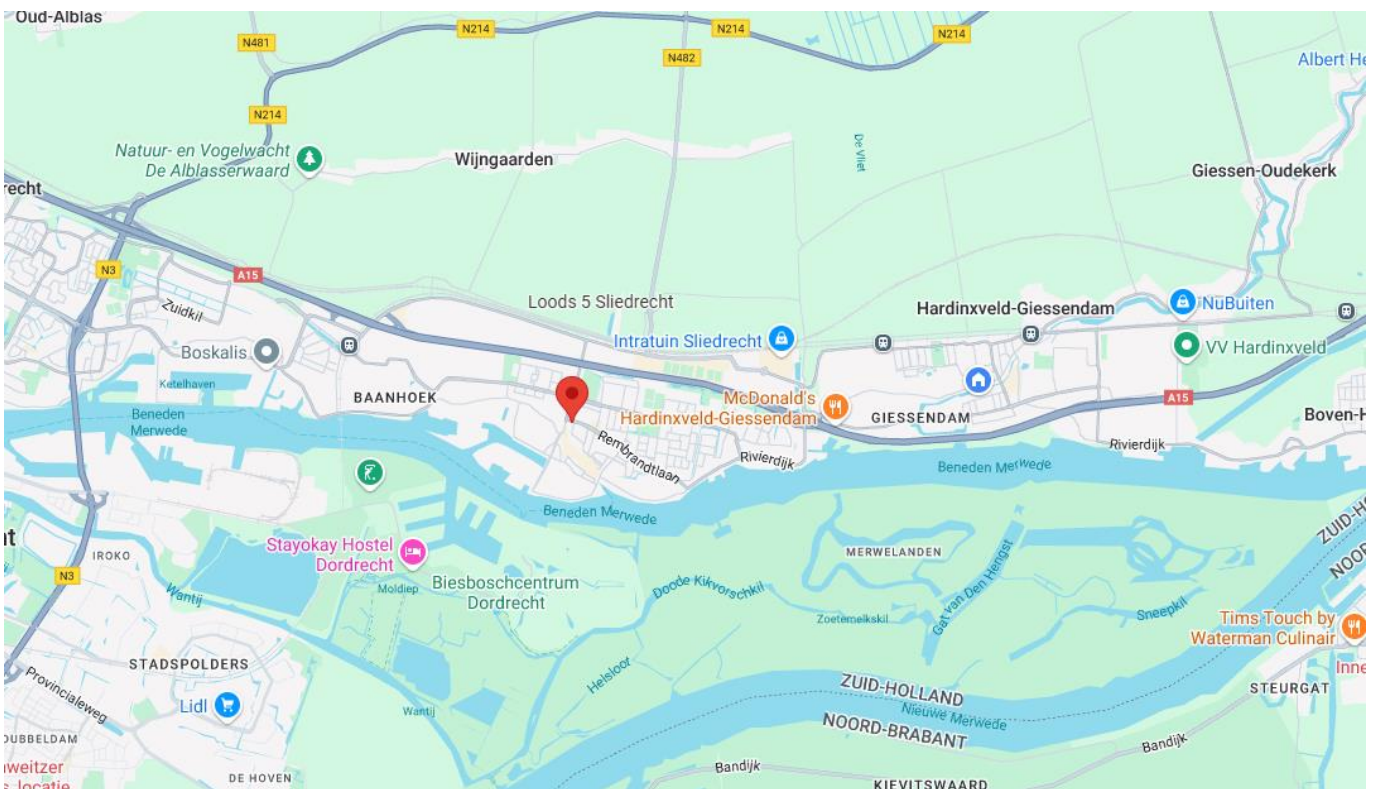 Oud-Alblas
N481
N214
N214
N214
N482
Albert He
N214
Natuur- en Vogelwacht
De Alblasserwaard
Wijngaarden
De Vliet
Giessen-Oudekerk
recht
N3
A15
Zuidkil
Loods 5 Sliedrecht
Hardinxveld-Giessendam
NüBuiten
Intratuin Sliedrecht
VV Hardinxveld
Boskalis
Ketelhaven
BAANHOEK
McDonald's
Hardinxveld-Giessendam
GIESSENDAM
A15
Boven-H
Beneden
Merwede
Rembrandtlaan
Rivierdijk
Rivierdijk
Beneden Merwede
Beneden Merwede
ZUID-H
NOOR
nt
IROKO
Stayokay Hostel
Dordrecht
MERWELANDEN
Gat van Den Hengst
N3
Wantij
Moldiep
Biesboschcentrum
Dordrecht
Doode Kikvorschkil
Zoetemelkskil
Sneepkil
Tims Touch by
Waterman Culinair
STADSPOLDERS
Helsloot
Provincialeweg
Lidl
Wantij
ZUID-HOLLAND
Nieuwe Merwede
NOORD-BRABANT
STEURGAT
Inne
DUBBELDAM
Bandijk
Bandijk
hweitzer
s locatie
DE HOVEN
KIEVITSWAARD